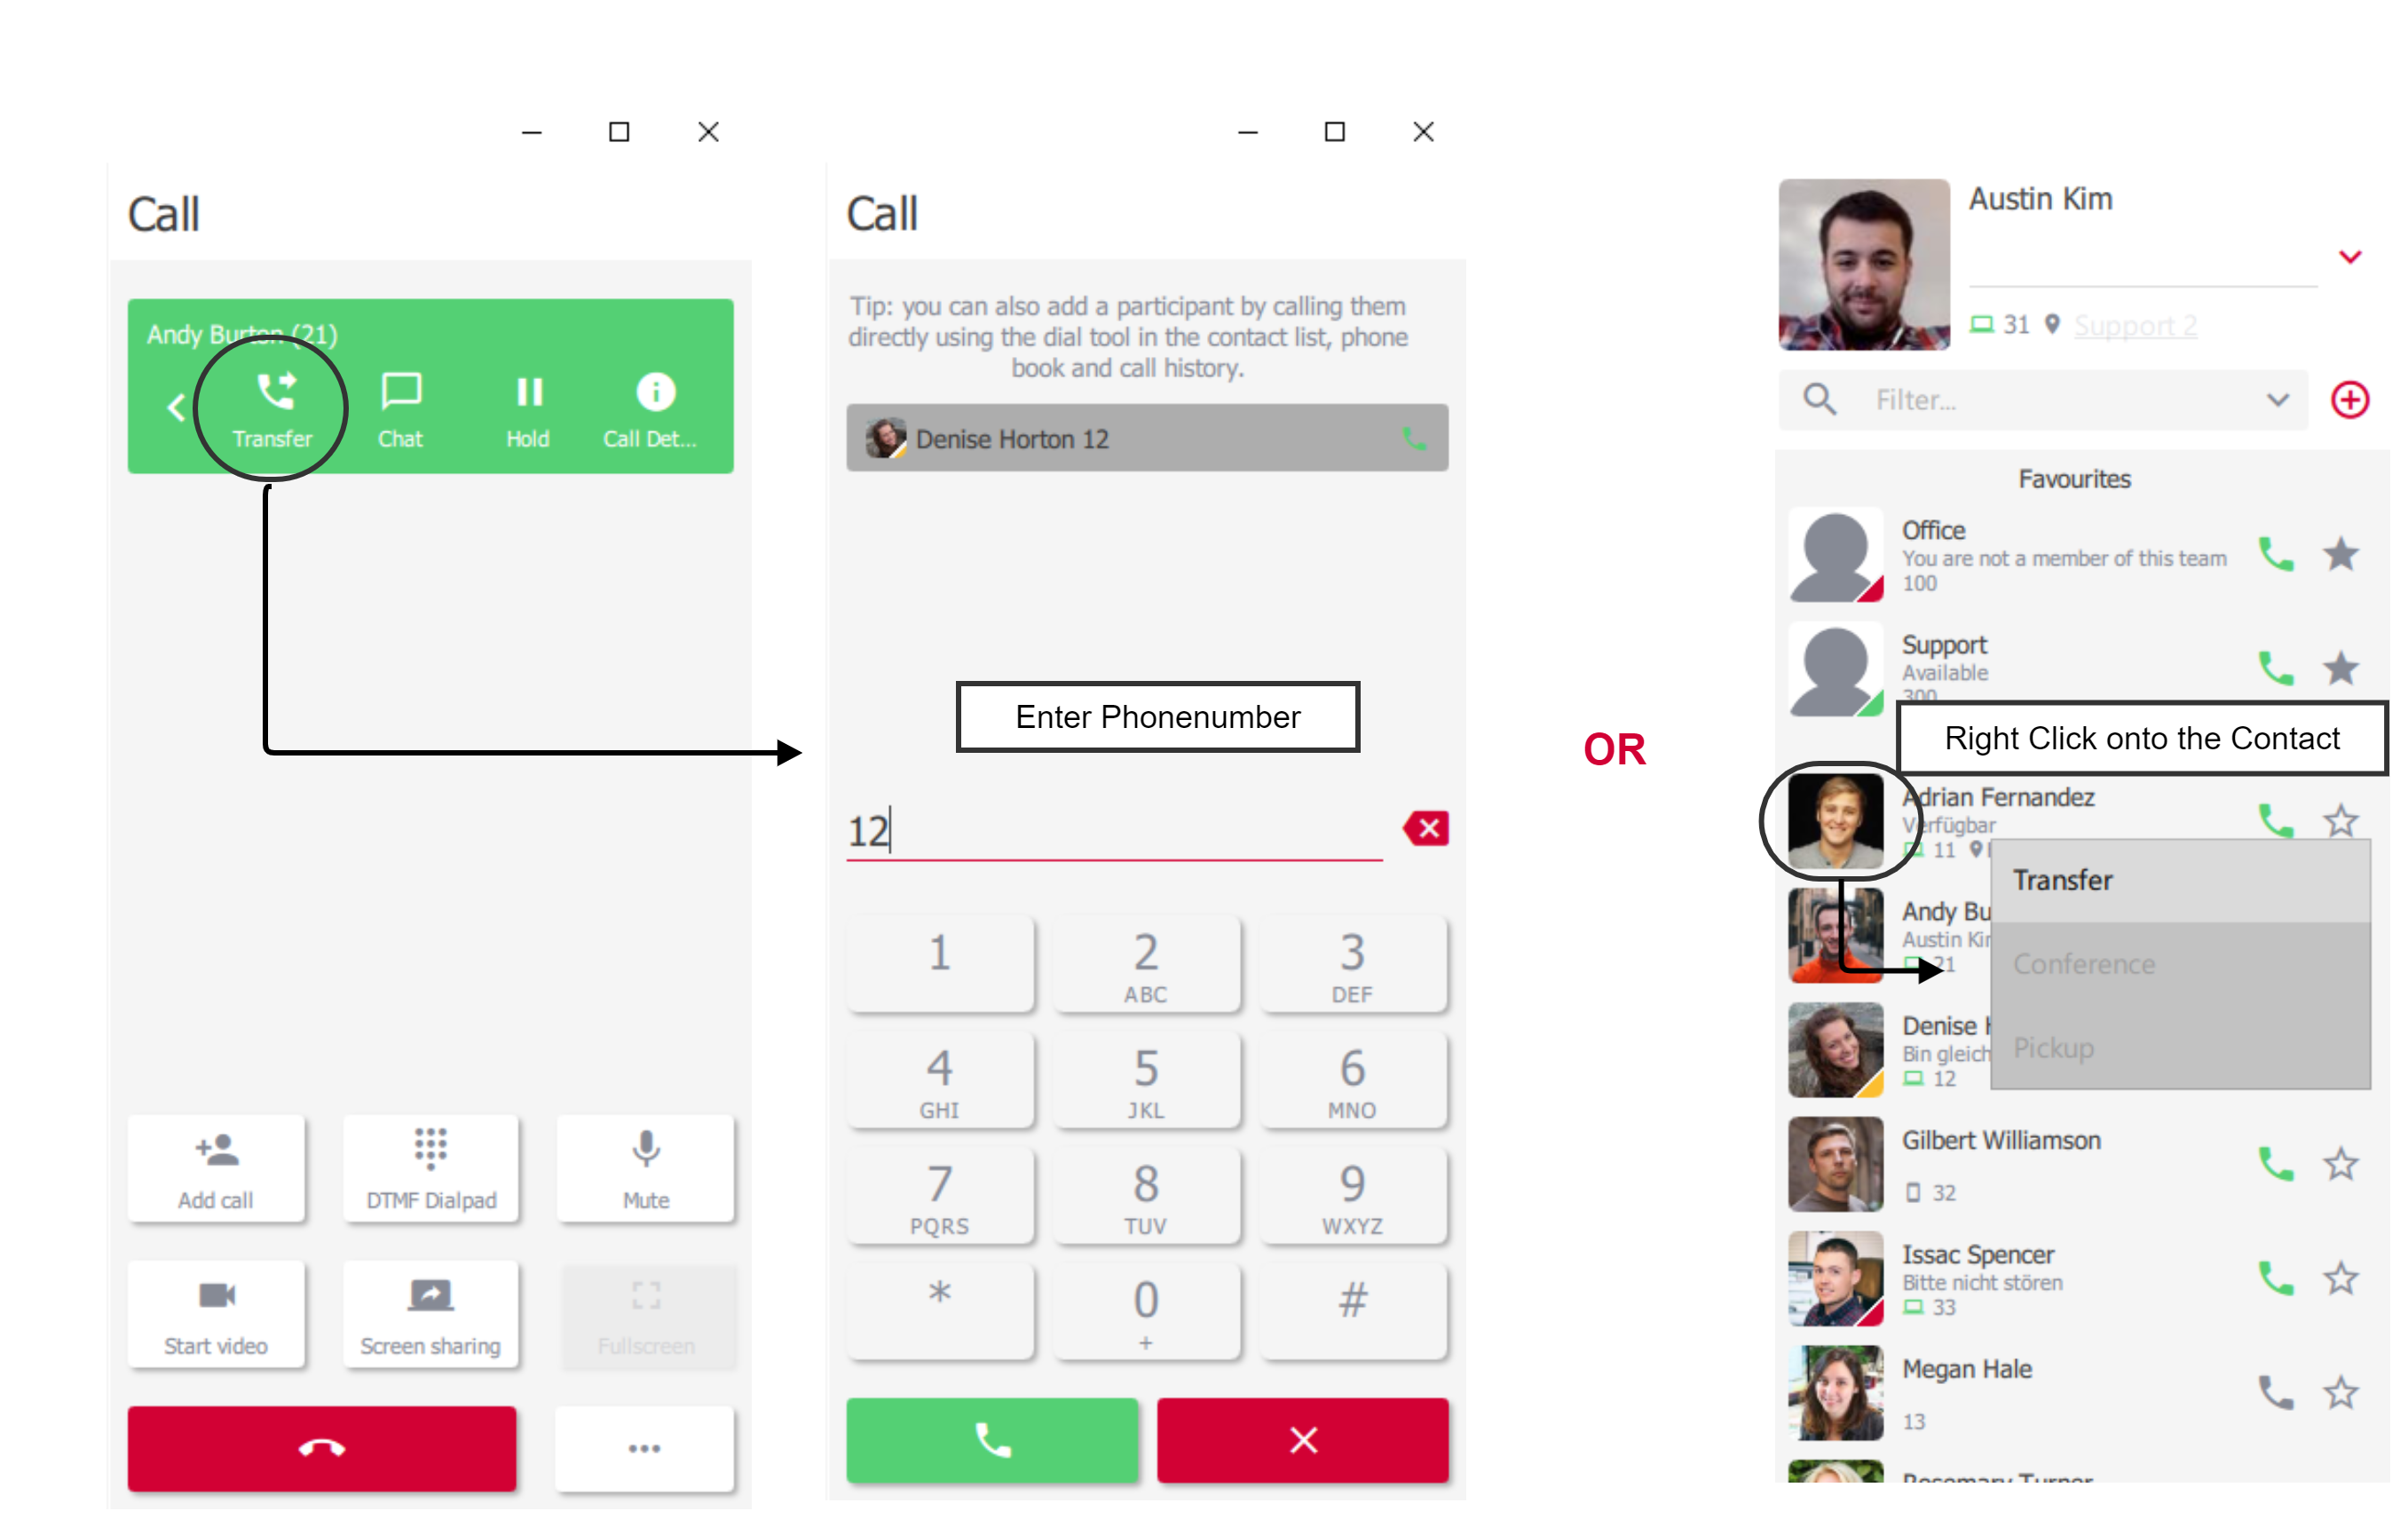 Call
Andy Burton (21)
Transfer
Chat
Hold
Call Det...
Add call
DTMF Dialpad
Mute
Start video
Screen sharing
Fullscreen
Call
Tip: you can also add a participant by calling them
directly using the dial tool in the contact list, phone
book and call history.
Denise Horton 12
Enter Phonenumber
12
1
2
3
ABC
DEF
4
5
6
GHI
JKL
MNO
7
8
9
PQRS
TUV
WXYZ
*
0
#
+
OR
Austin Kim
31
Support 2
Filter...
Favourites
Office
You are not a member of this team
100
Support
Available
300
Right Click onto the Contact
Adrian Fernandez
Verfügbar
11
Transfer
Conference
Pickup
Andy Bu
Austin Kir
21
Denise
Bin gleich
12
Gilbert Williamson
32
Issac Spencer
Bitte nicht stören
33
Megan Hale
13
Rosemary Turner